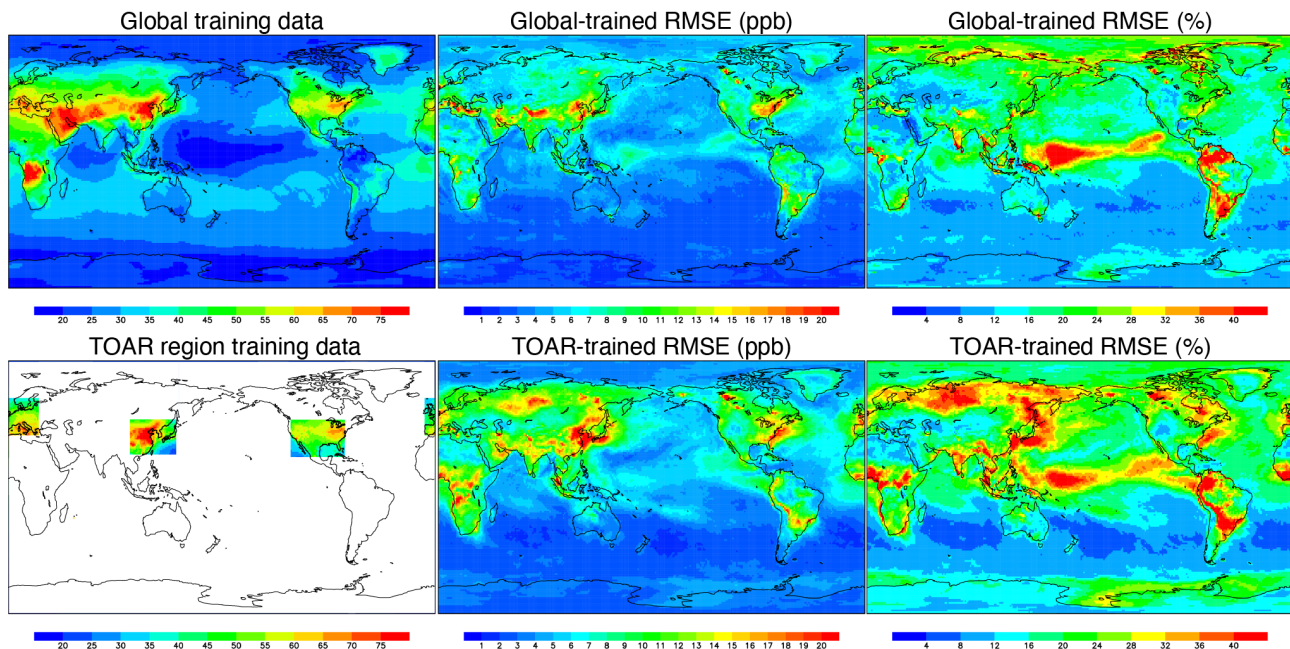 Global training data
Global-trained RMSE (ppb)
Global-trained RMSE (%)
20 25 30 35 40 45 50 55 60 65 70 75
1 2 3 4 5 6 7 8 9 10 11 12 13 14 15 16 17 18 19 20
4 8 12 16 20 24 28 32 36 40
TOAR region training data
TOAR-trained RMSE (ppb)
TOAR-trained RMSE (%)
20 25 30 35 40 45 50 55 60 65 70 75
1 2 3 4 5 6 7 8 9 10 11 12 13 14 15 16 17 18 19 20
4 8 12 16 20 24 28 32 36 40